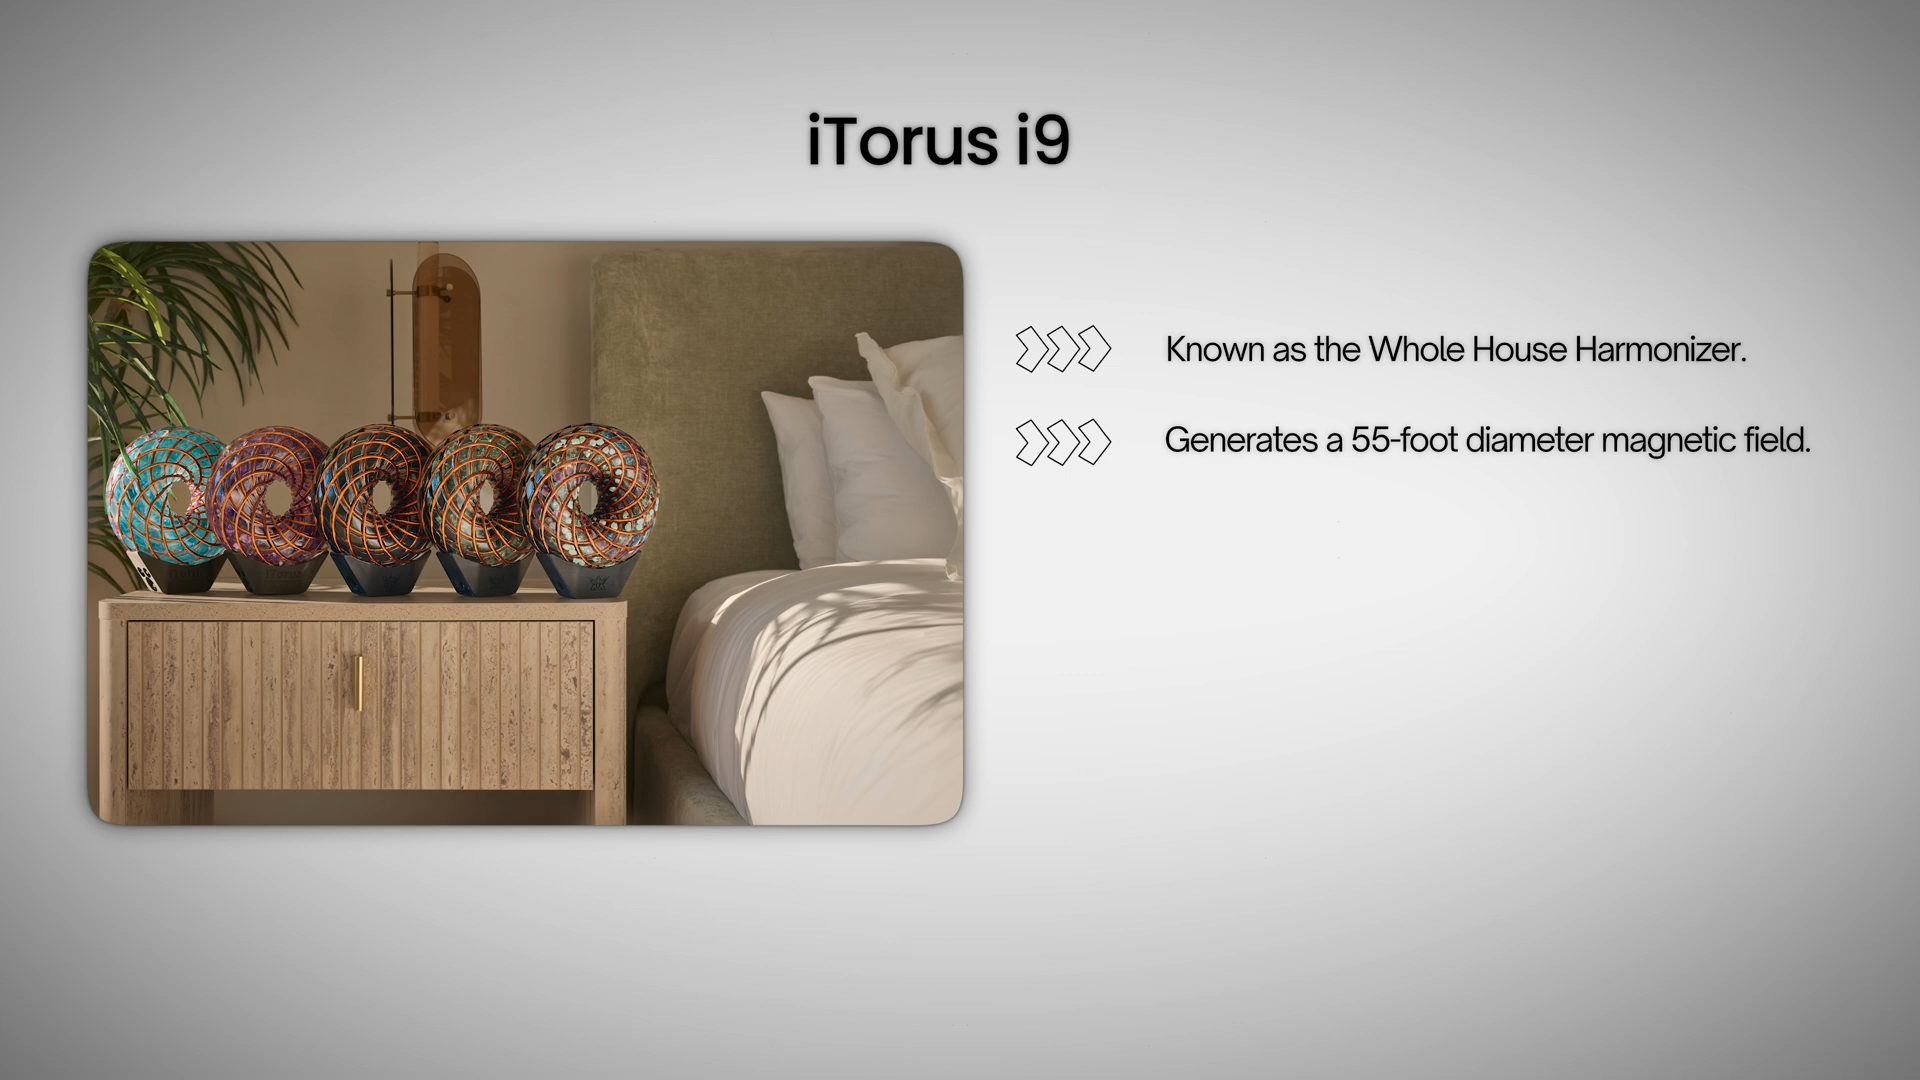 iTorus i9
Known as the Whole House Harmonizer.
Generates a 55-foot diameter magnetic field.